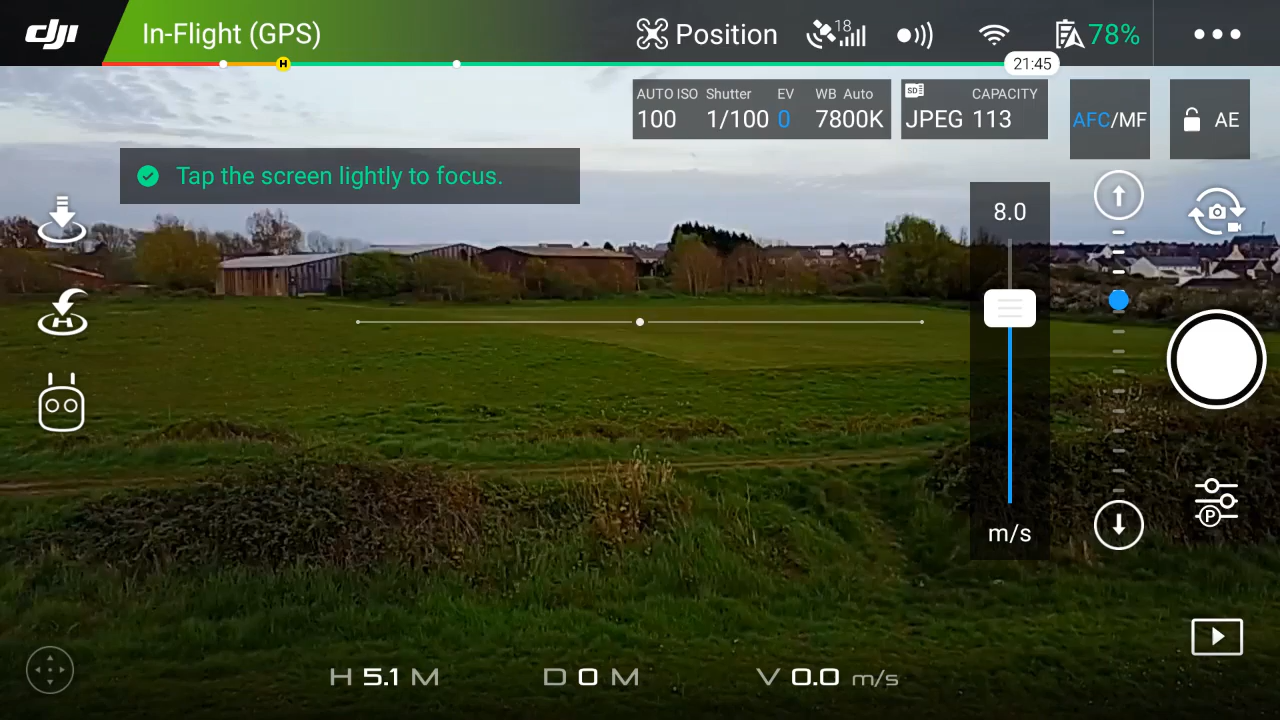 dji
In-Flight (GPS)
Position
18
78%
H
21:45
AUTO ISO Shutter EV WB Auto
100 1/100 0 7800K
SD
CAPACITY
JPEG 113
AFC/MF
AE
Tap the screen lightly to focus.
8.0
H
m/s
P
H 5.1 M D 0 M V 0.0 m/s